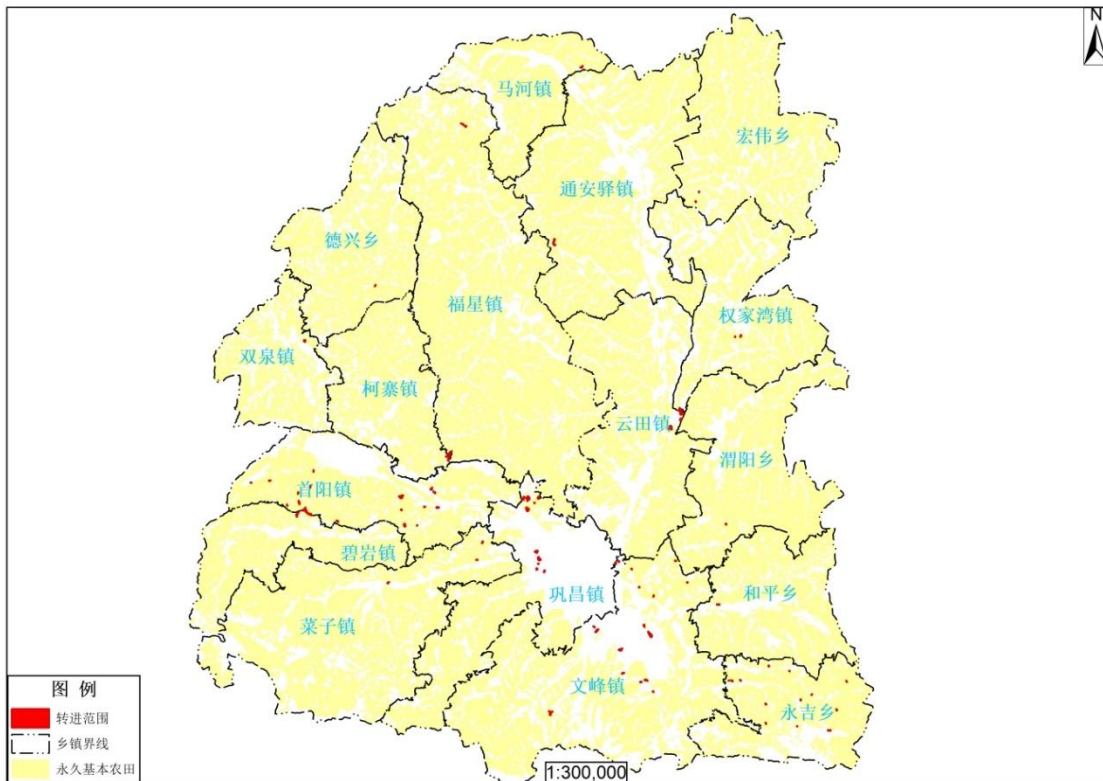 N
马河镇
宏伟乡
通安驿镇
德兴乡
福星镇
权家湾镇
双泉镇
柯寨镇
云田镇
渭阳乡
首阳镇
碧岩镇
巩昌镇
和平乡
菜子镇
文峰镇
永吉乡
图 例
转进范围
乡镇界线
永久基本农田
1:300,000